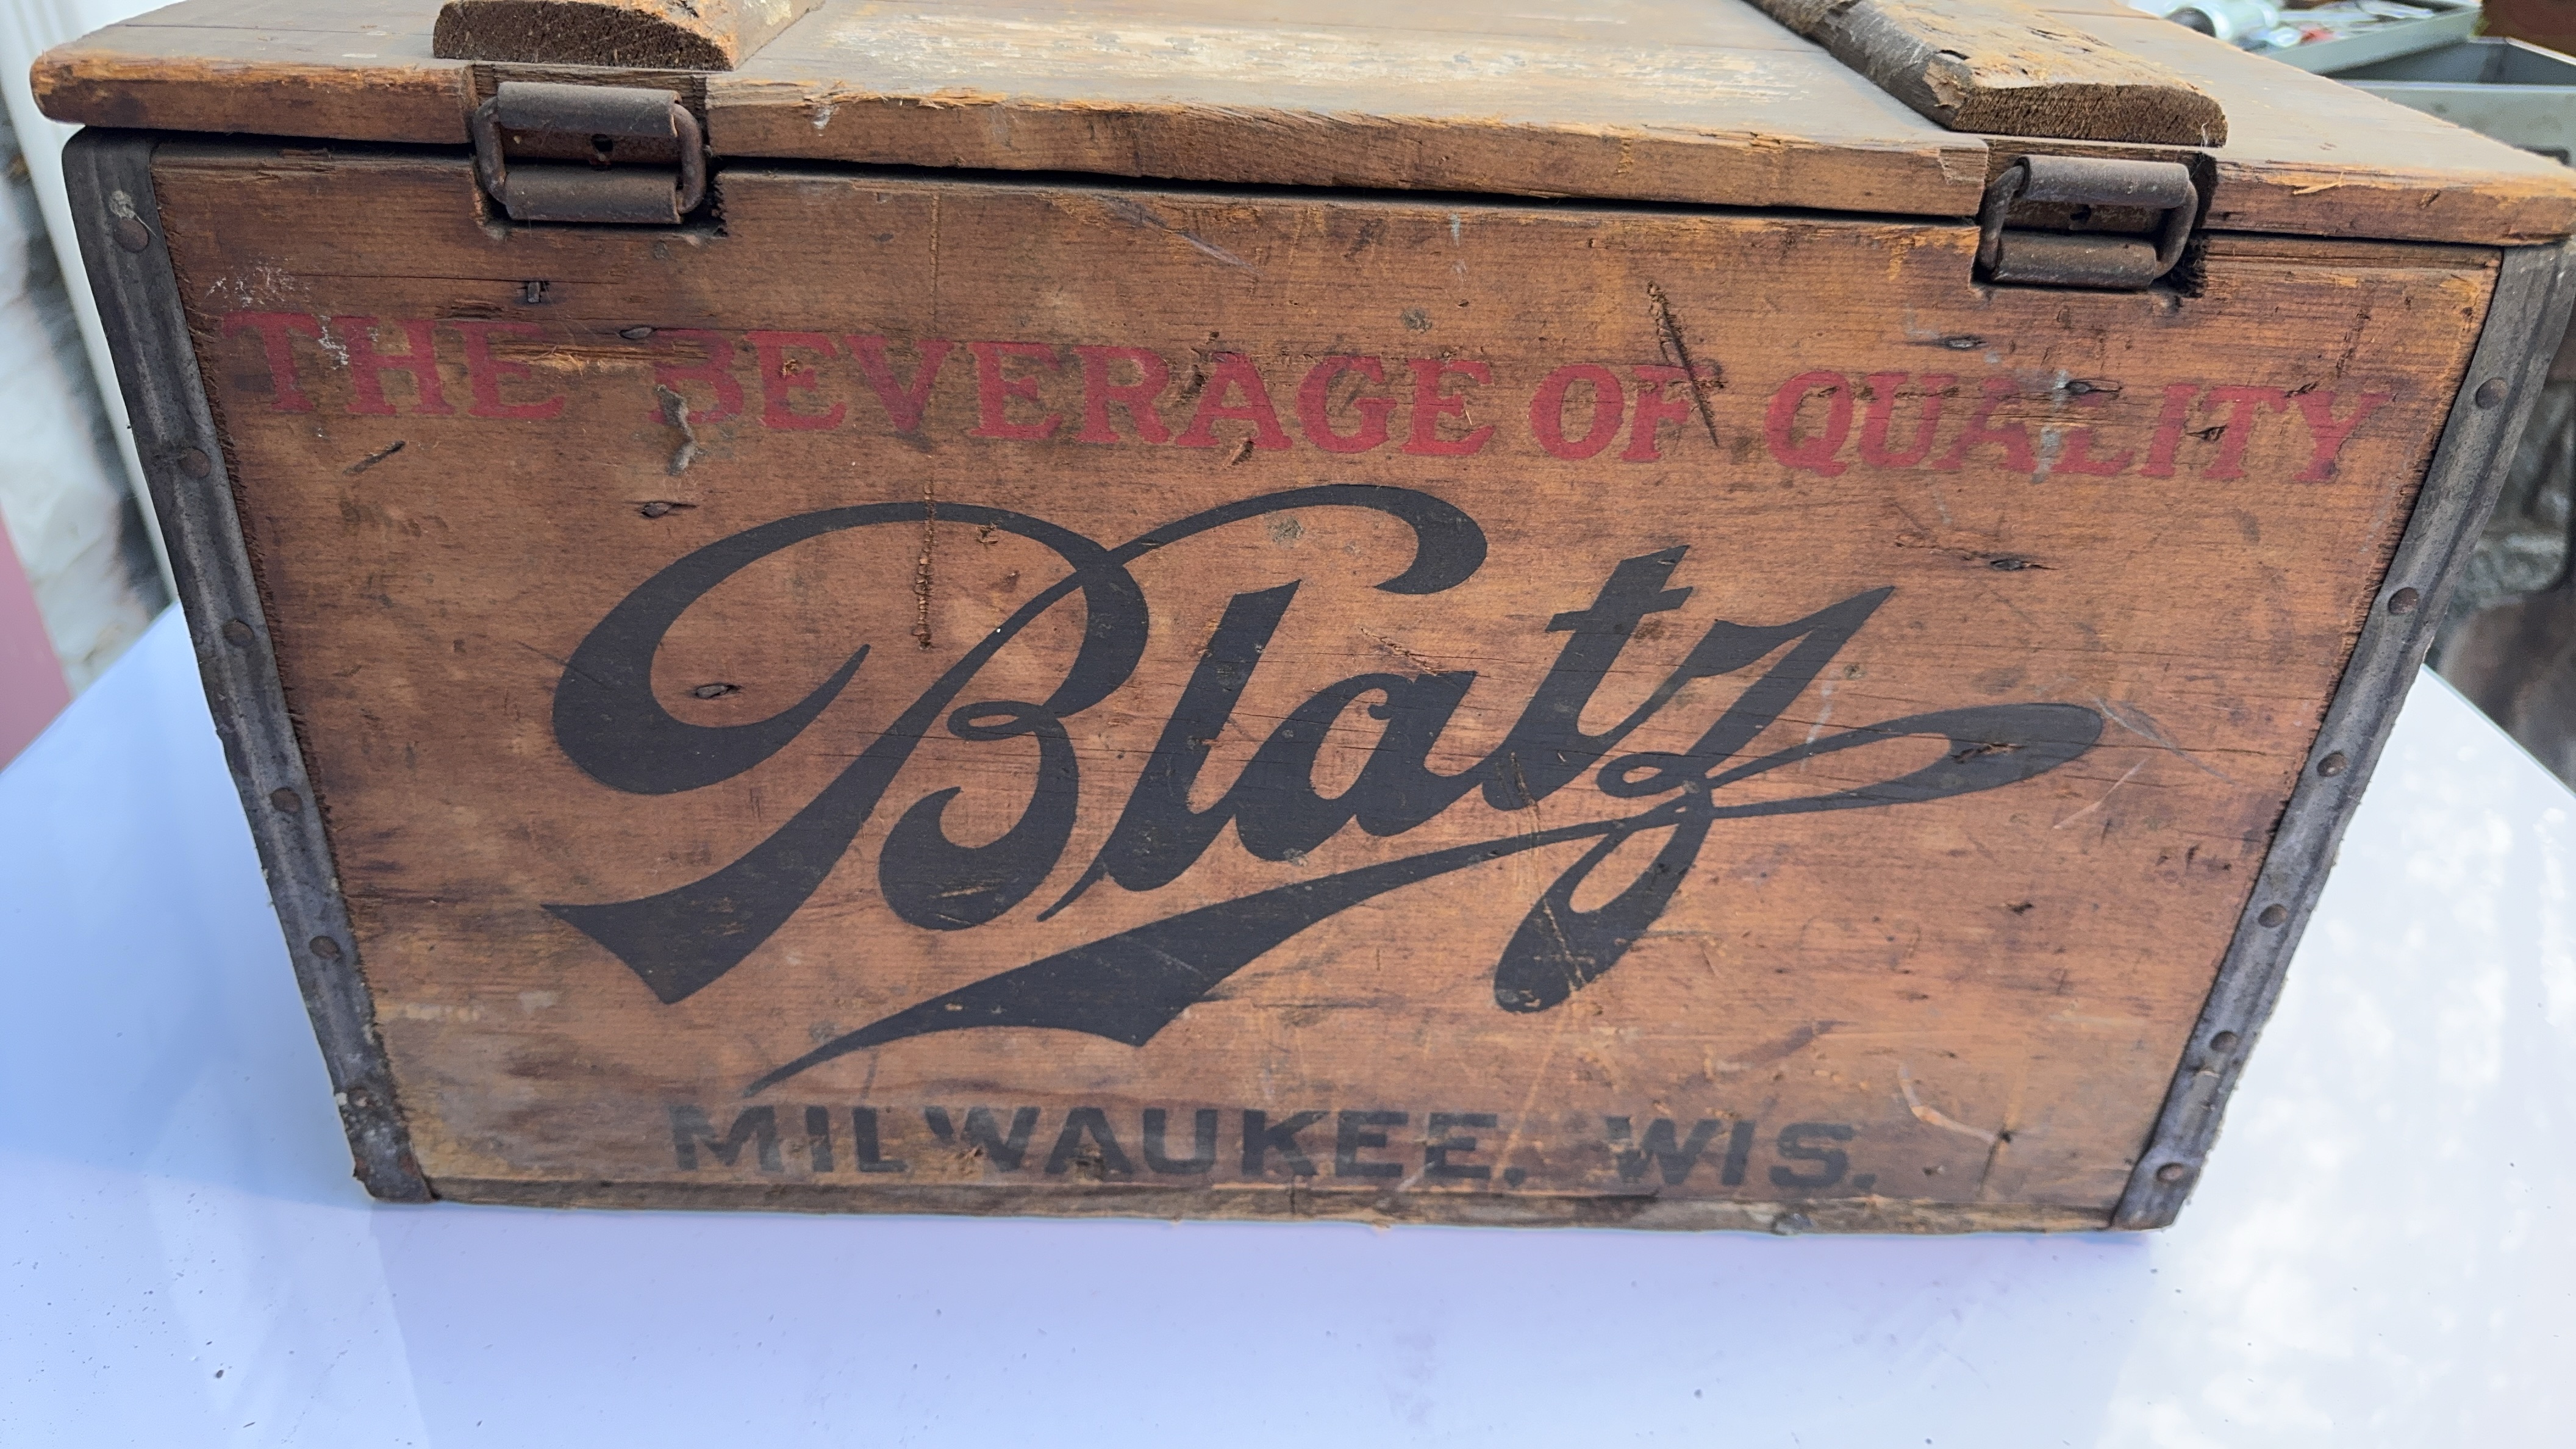 THE BEVERAGE OF QUALITY
Blatz
MILWAUKEE. WIS.